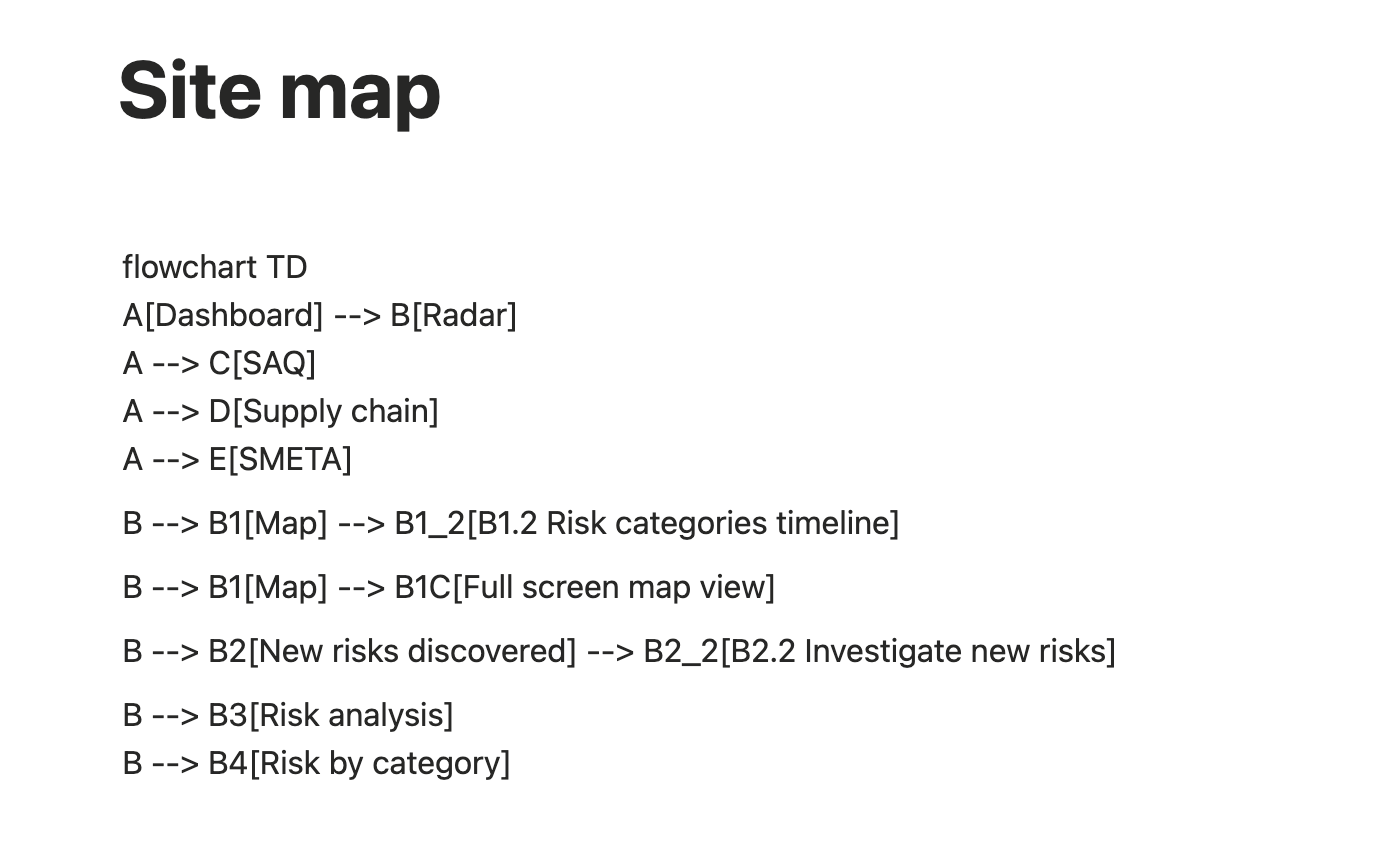 Site map
flowchart TD
A[Dashboard] --> B[Radar]
A --> C[SAQ]
A --> D[Supply chain]
A --> E[SMETA]
B --> B1[Map] --> B1_2[B1.2 Risk categories timeline]
B --> B1[Map] --> B1C[Full screen map view]
B --> B2[New risks discovered] --> B2_2[B2.2 Investigate new risks]
B --> B3[Risk analysis]
B --> B4[Risk by category]